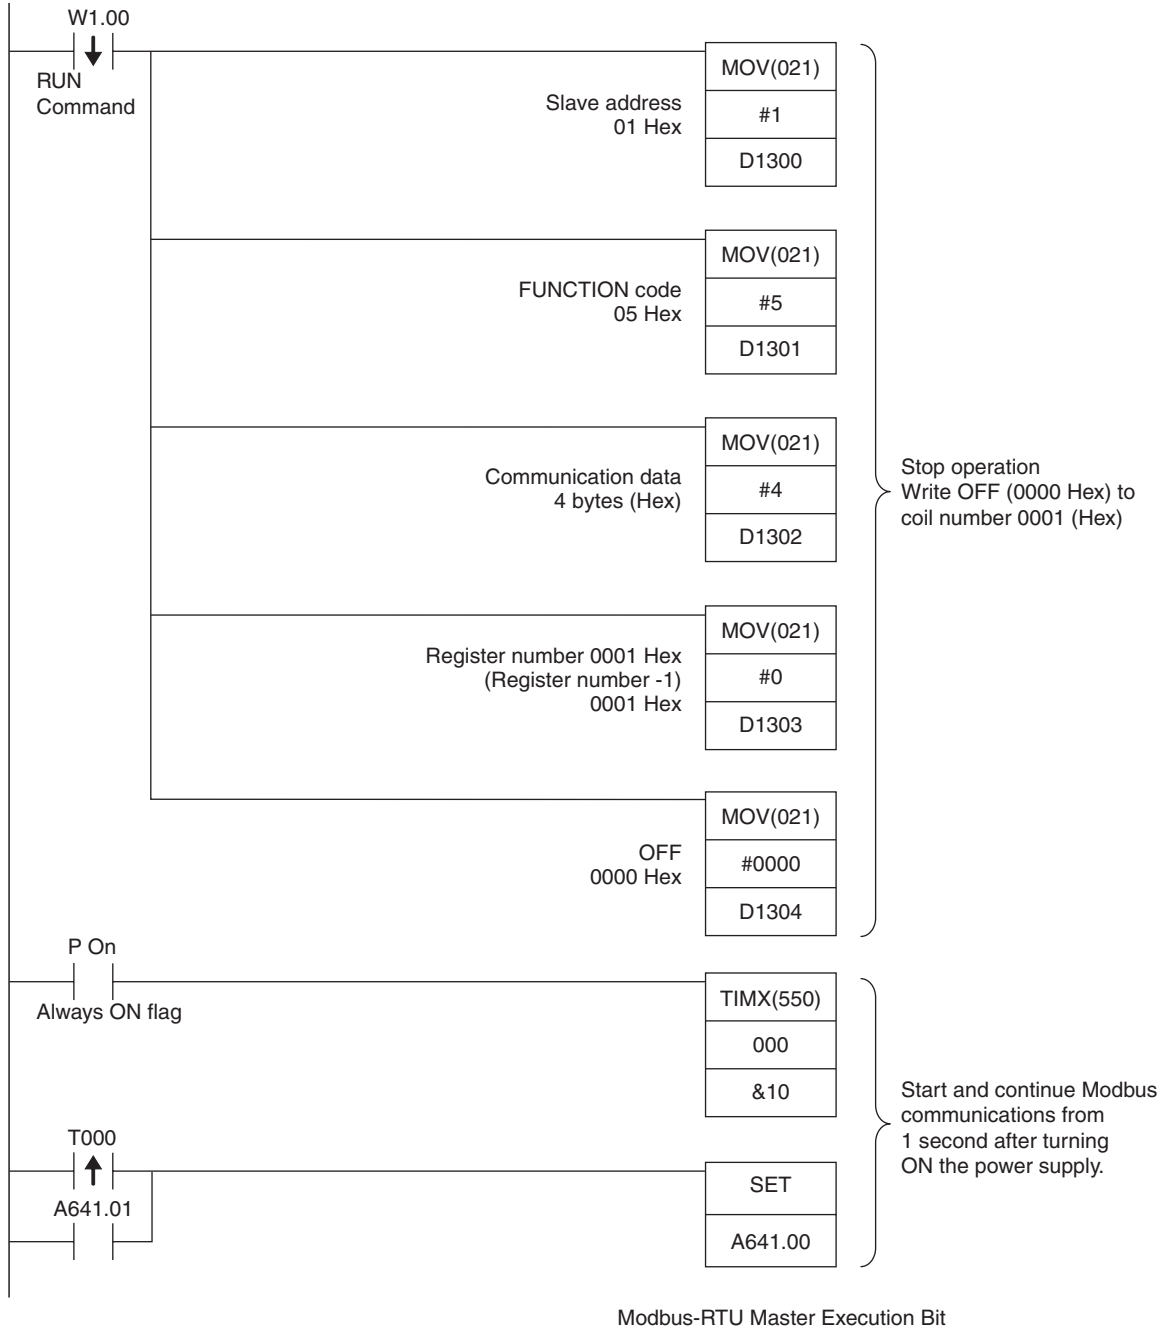 W1.00
RUN
Command
Slave address
01 Hex
MOV(021)
#1
D1300
FUNCTION code
05 Hex
MOV(021)
#5
D1301
Communication data
4 bytes (Hex)
MOV(021)
#4
D1302
Register number 0001 Hex
(Register number -1)
0001 Hex
MOV(021)
#0
D1303
OFF
0000 Hex
MOV(021)
#0000
D1304
Stop operation
Write OFF (0000 Hex) to
coil number 0001 (Hex)
P On
Always ON flag
TIMX(550)
000
&10
T000
A641.01
SET
A641.00
Start and continue Modbus
communications from
1 second after turning
ON the power supply.
Modbus-RTU Master Execution Bit